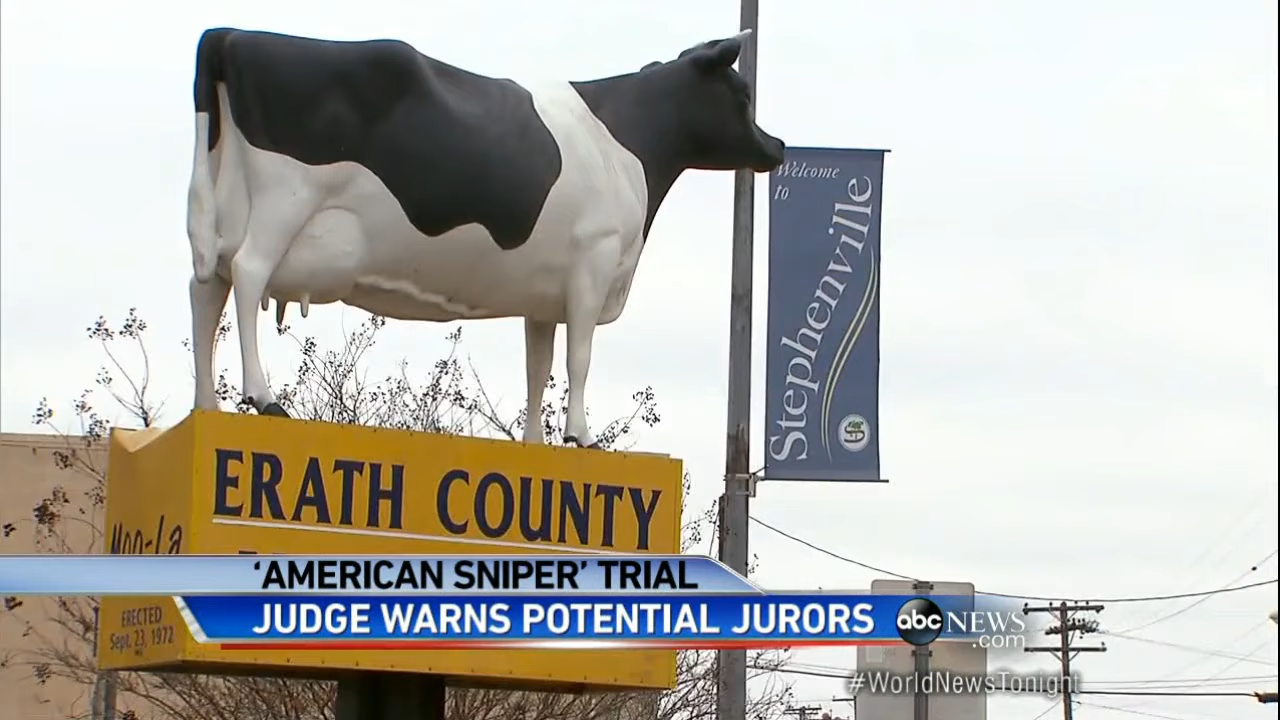 Welcome
to
Stephenville
ERATH COUNTY
Moo-La
ERECTED
Sept. 23, 1972
'AMERICAN SNIPER' TRIAL
JUDGE WARNS POTENTIAL JURORS
abc NEWS
.com
#WorldNewsTonight